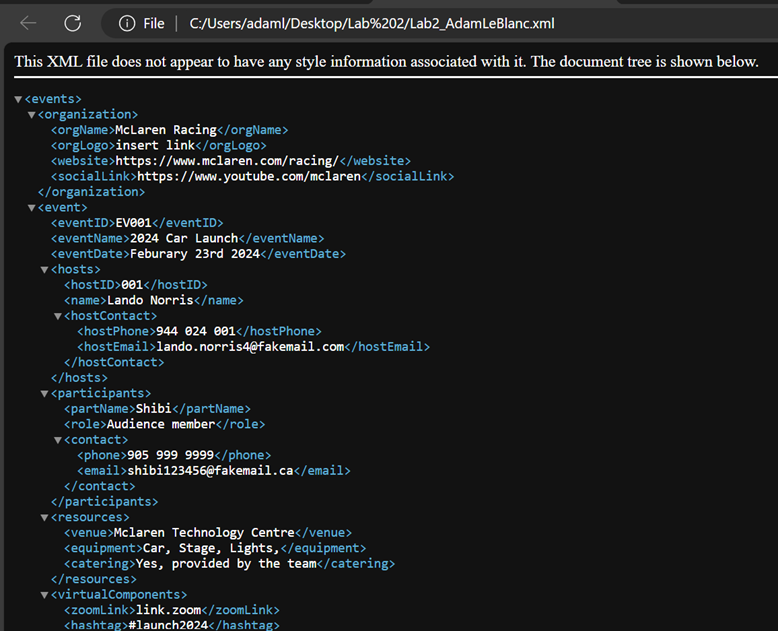 File | C:/Users/adaml/Desktop/Lab%202/Lab2_AdamLeBlanc.xml
This XML file does not appear to have any style information associated with it. The document tree is shown below.
▼<events>
▼<organization>
<orgName>McLaren Racing</orgName>
<orgLogo>insert link</orgLogo>
<website>https://www.mclaren.com/racing/</website>
<socialLink>https://www.youtube.com/mclaren</socialLink>
</organization>
▼<event>
<eventID>EV001</eventID>
<eventName>2024 Car Launch</eventName>
<eventDate>Feburary 23rd 2024</eventDate>
▼<hosts>
<hostID>001</hostID>
<name>Lando Norris</name>
▼<hostContact>
<hostPhone>944 024 001</hostPhone>
<hostEmail>lando.norris4@fakemail.com</hostEmail>
</hostContact>
</hosts>
▼<participants>
<partName>Shibi</partName>
<role>Audience member</role>
▼<contact>
<phone>905 999 9999</phone>
<email>shibi123456@fakemail.ca</email>
</contact>
</participants>
▼<resources>
<venue>Mclaren Technology Centre</venue>
<equipment>Car, Stage, Lights,</equipment>
<catering>Yes, provided by the team</catering>
</resources>
▼<virtualComponents>
<zoomLink>link.zoom</zoomLink>
<hashtag>#launch2024</hashtag>